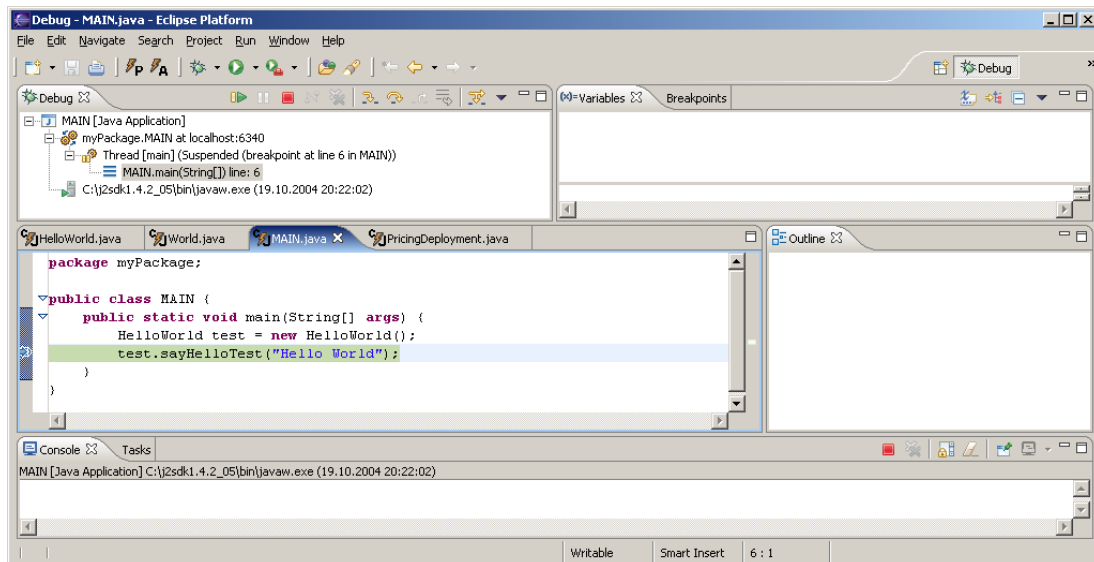 Debug - MAIN.java - Eclipse Platform
File Edit Navigate Search Project Run Window Help
P A Debug »
Debug
(x)= Variables Breakpoints
MAIN [Java Application]
myPackage.MAIN at localhost:6340
Thread [main] (Suspended (breakpoint at line 6 in MAIN))
MAIN.main(String[]) line: 6
C:\j2sdk1.4.2_05\bin\javaw.exe (19.10.2004 20:22:02)
HelloWorld.java World.java MAIN.java PricingDeployment.java
Outline
package myPackage;
public class MAIN {
public static void main(String[] args) {
HelloWorld test = new HelloWorld();
test.sayHelloTest("Hello World");
}
}
Console Tasks
MAIN [Java Application] C:\j2sdk1.4.2_05\bin\javaw.exe (19.10.2004 20:22:02)
Writable Smart Insert 6 : 1